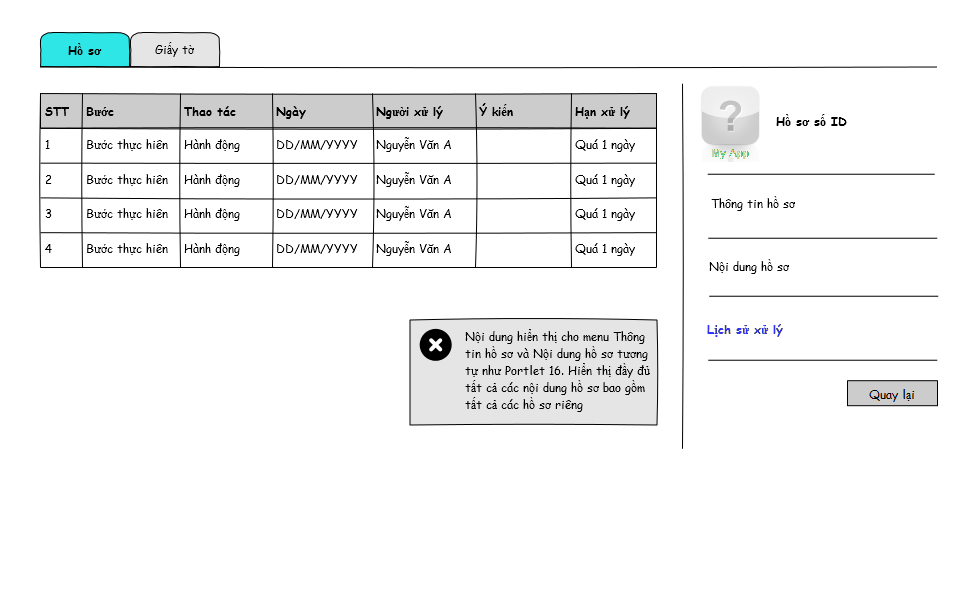 Hồ sơ Giấy tờ
STT Bước Thao tác Ngày Người xử lý Ý kiến Hạn xử lý
1 Bước thực hiên Hành động DD/MM/YYYY Nguyễn Văn A Quá 1 ngày
2 Bước thực hiên Hành động DD/MM/YYYY Nguyễn Văn A Quá 1 ngày
3 Bước thực hiên Hành động DD/MM/YYYY Nguyễn Văn A Quá 1 ngày
4 Bước thực hiên Hành động DD/MM/YYYY Nguyễn Văn A Quá 1 ngày
Nội dung hiển thị cho menu Thông
tin hồ sơ và Nội dung hồ sơ tương
tự như Portlet 16. Hiển thị đầy đủ
tất cả các nội dung hồ sơ bao gồm
tất cả các hồ sơ riêng
?
My App
Hồ sơ số ID
Thông tin hồ sơ
Nội dung hồ sơ
Lịch sử xử lý
Quay lại